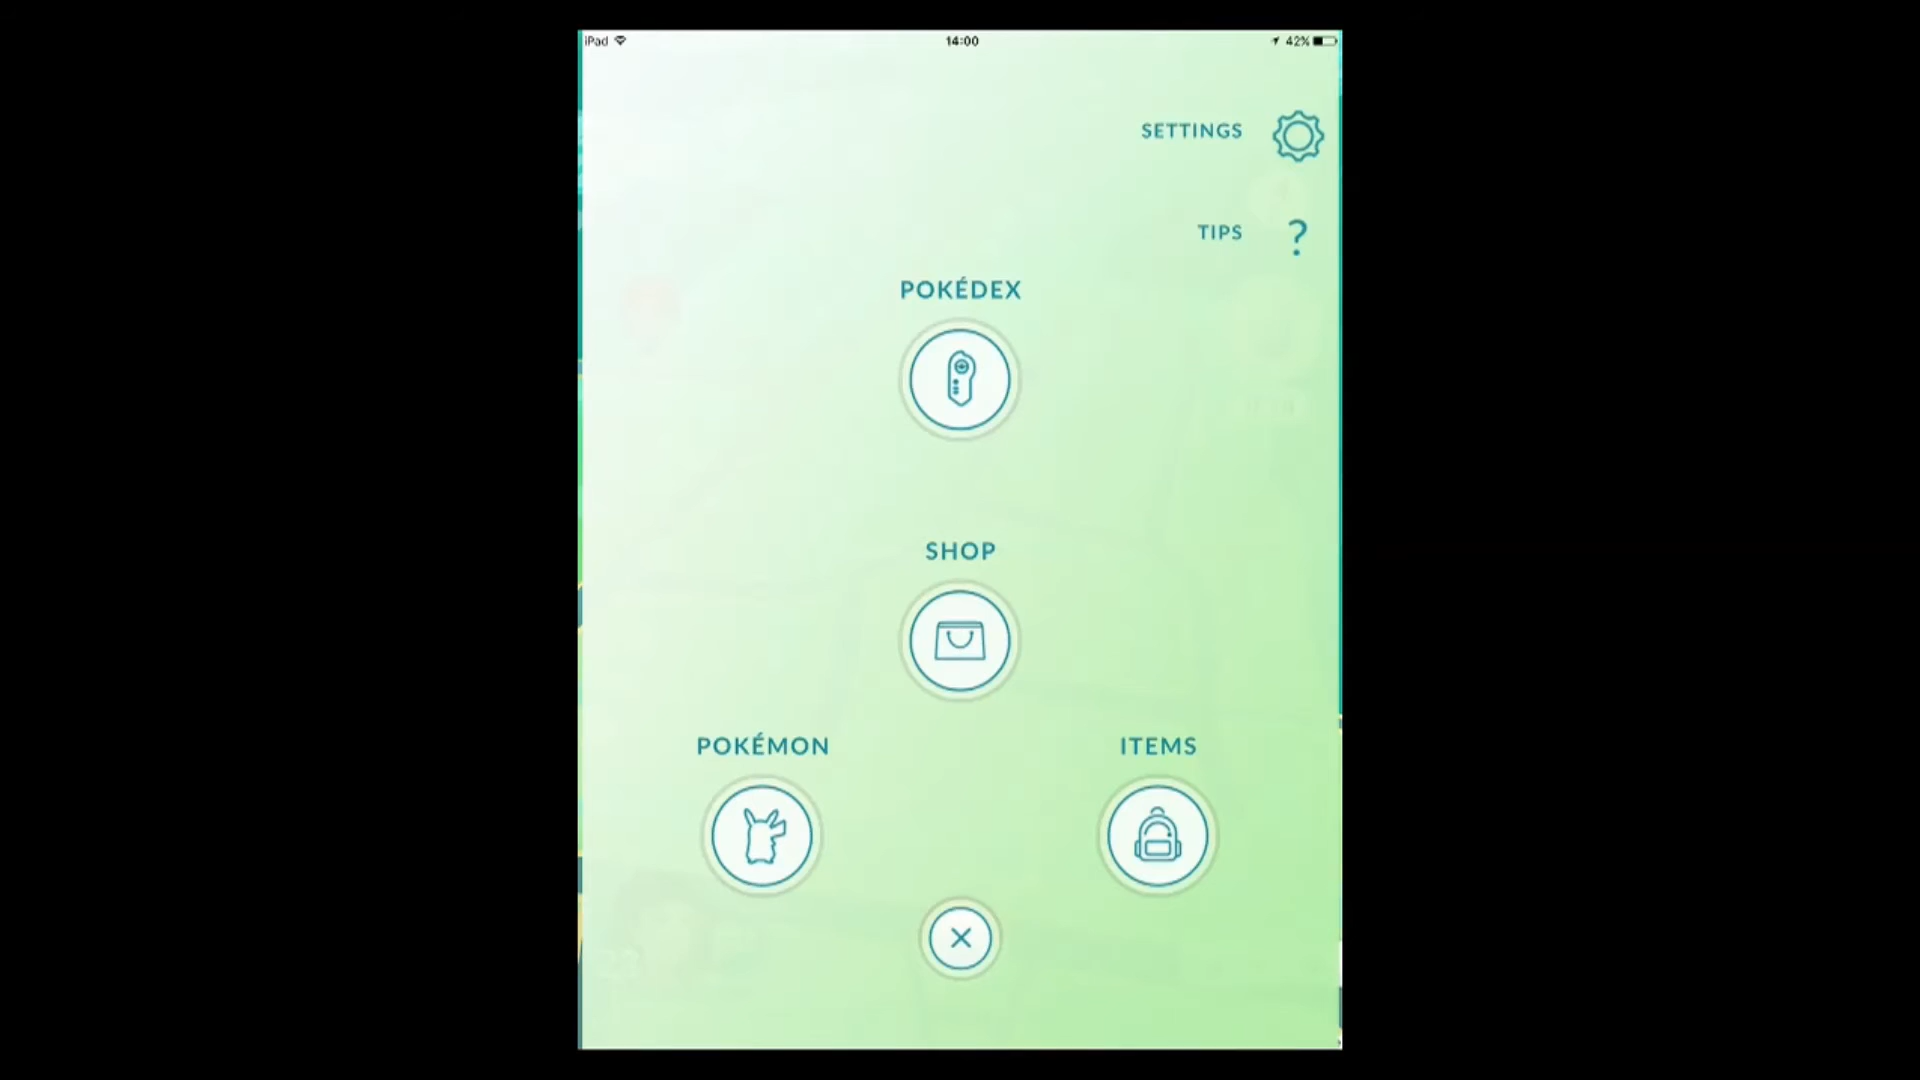 iPad 14:00 42%
SETTINGS
TIPS ?
POKÉDEX
SHOP
POKÉMON ITEMS